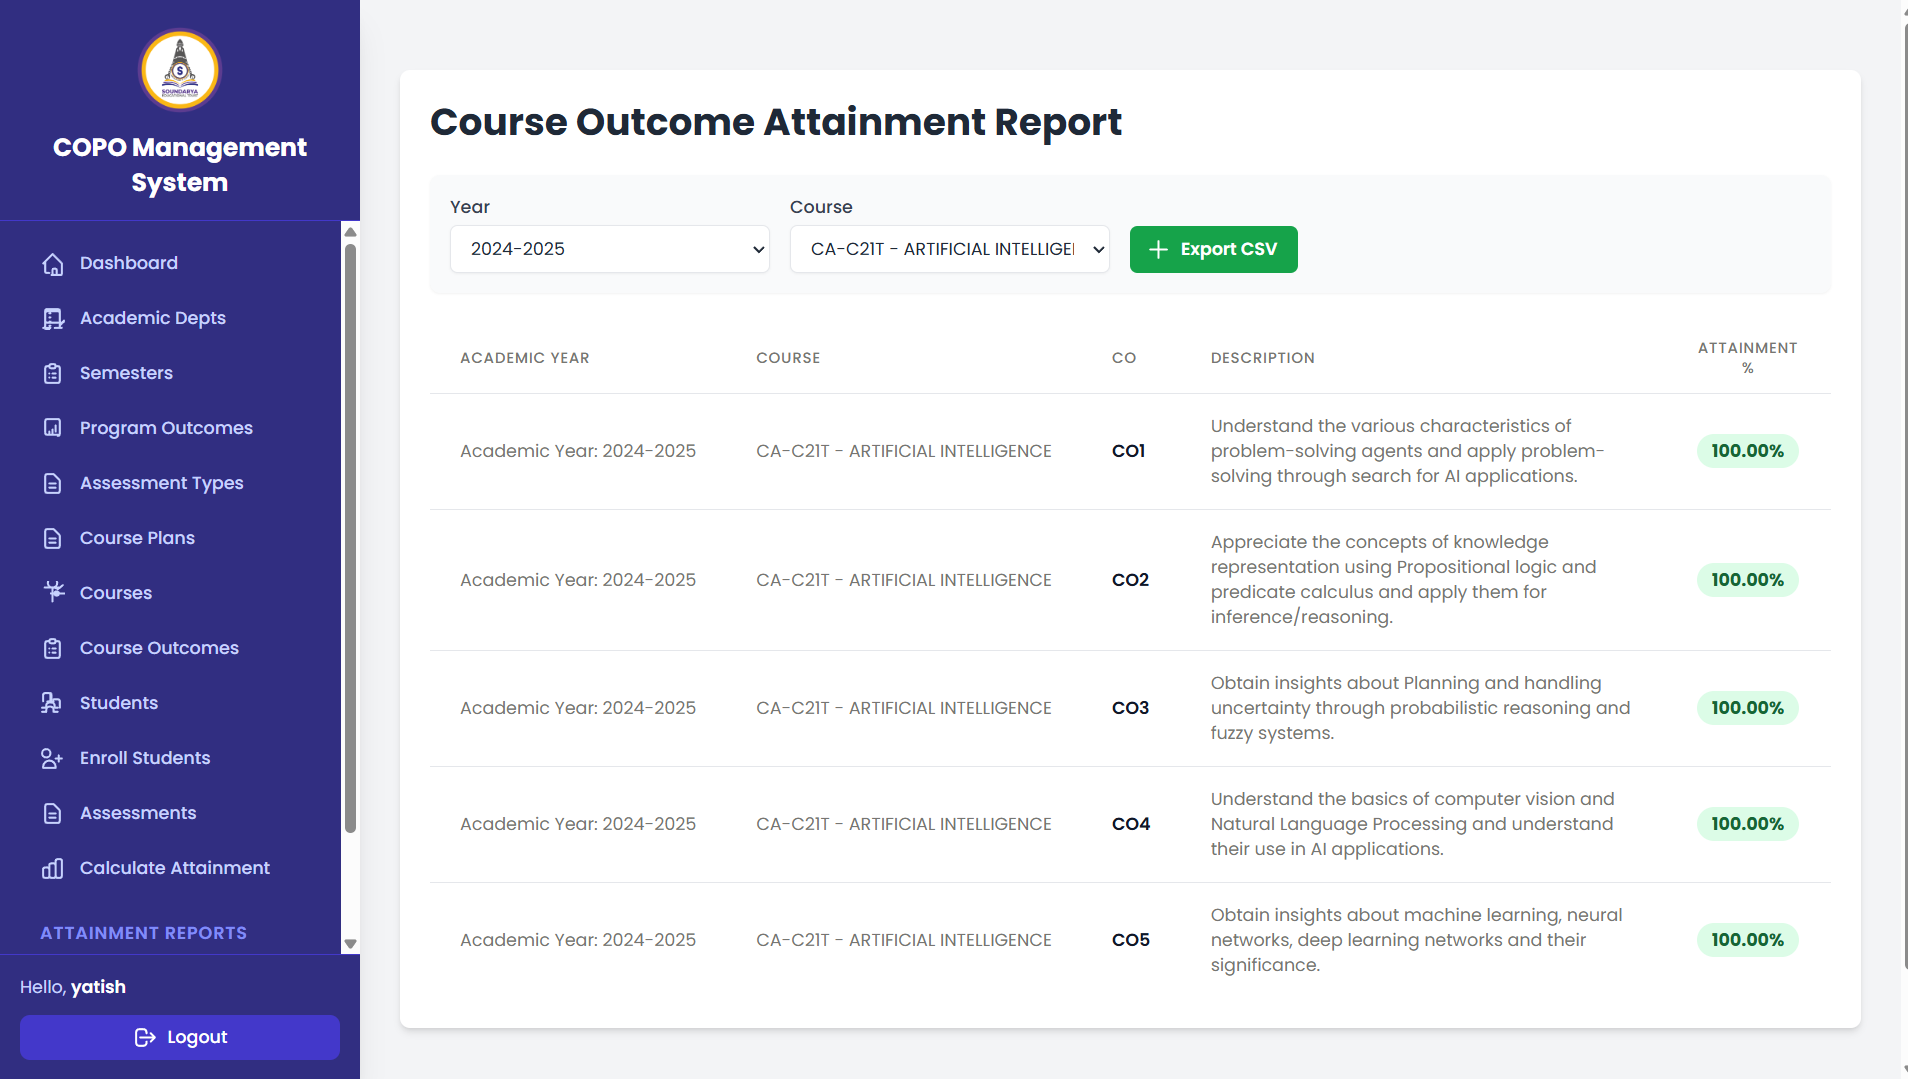 SOUNDARYA
EDUCATIONAL TRUST
COPO Management
System
Dashboard
Academic Depts
Semesters
Program Outcomes
Assessment Types
Course Plans
Courses
Course Outcomes
Students
Enroll Students
Assessments
Calculate Attainment
ATTAINMENT REPORTS
Hello, yatish
Logout
Course Outcome Attainment Report
Year
Course
2024-2025
CA-C21T - ARTIFICIAL INTELLIGE
Export CSV
ACADEMIC YEAR COURSE CO DESCRIPTION ATTAINMENT
%
Academic Year: 2024-2025 CA-C21T - ARTIFICIAL INTELLIGENCE CO1
Understand the various characteristics of
problem-solving agents and apply problem-
solving through search for AI applications.
100.00%
Academic Year: 2024-2025 CA-C21T - ARTIFICIAL INTELLIGENCE CO2
Appreciate the concepts of knowledge
representation using Propositional logic and
predicate calculus and apply them for
inference/reasoning.
100.00%
Academic Year: 2024-2025 CA-C21T - ARTIFICIAL INTELLIGENCE CO3
Obtain insights about Planning and handling
uncertainty through probabilistic reasoning and
fuzzy systems.
100.00%
Academic Year: 2024-2025 CA-C21T - ARTIFICIAL INTELLIGENCE CO4
Understand the basics of computer vision and
Natural Language Processing and understand
their use in AI applications.
100.00%
Academic Year: 2024-2025 CA-C21T - ARTIFICIAL INTELLIGENCE CO5
Obtain insights about machine learning, neural
networks, deep learning networks and their
significance.
100.00%